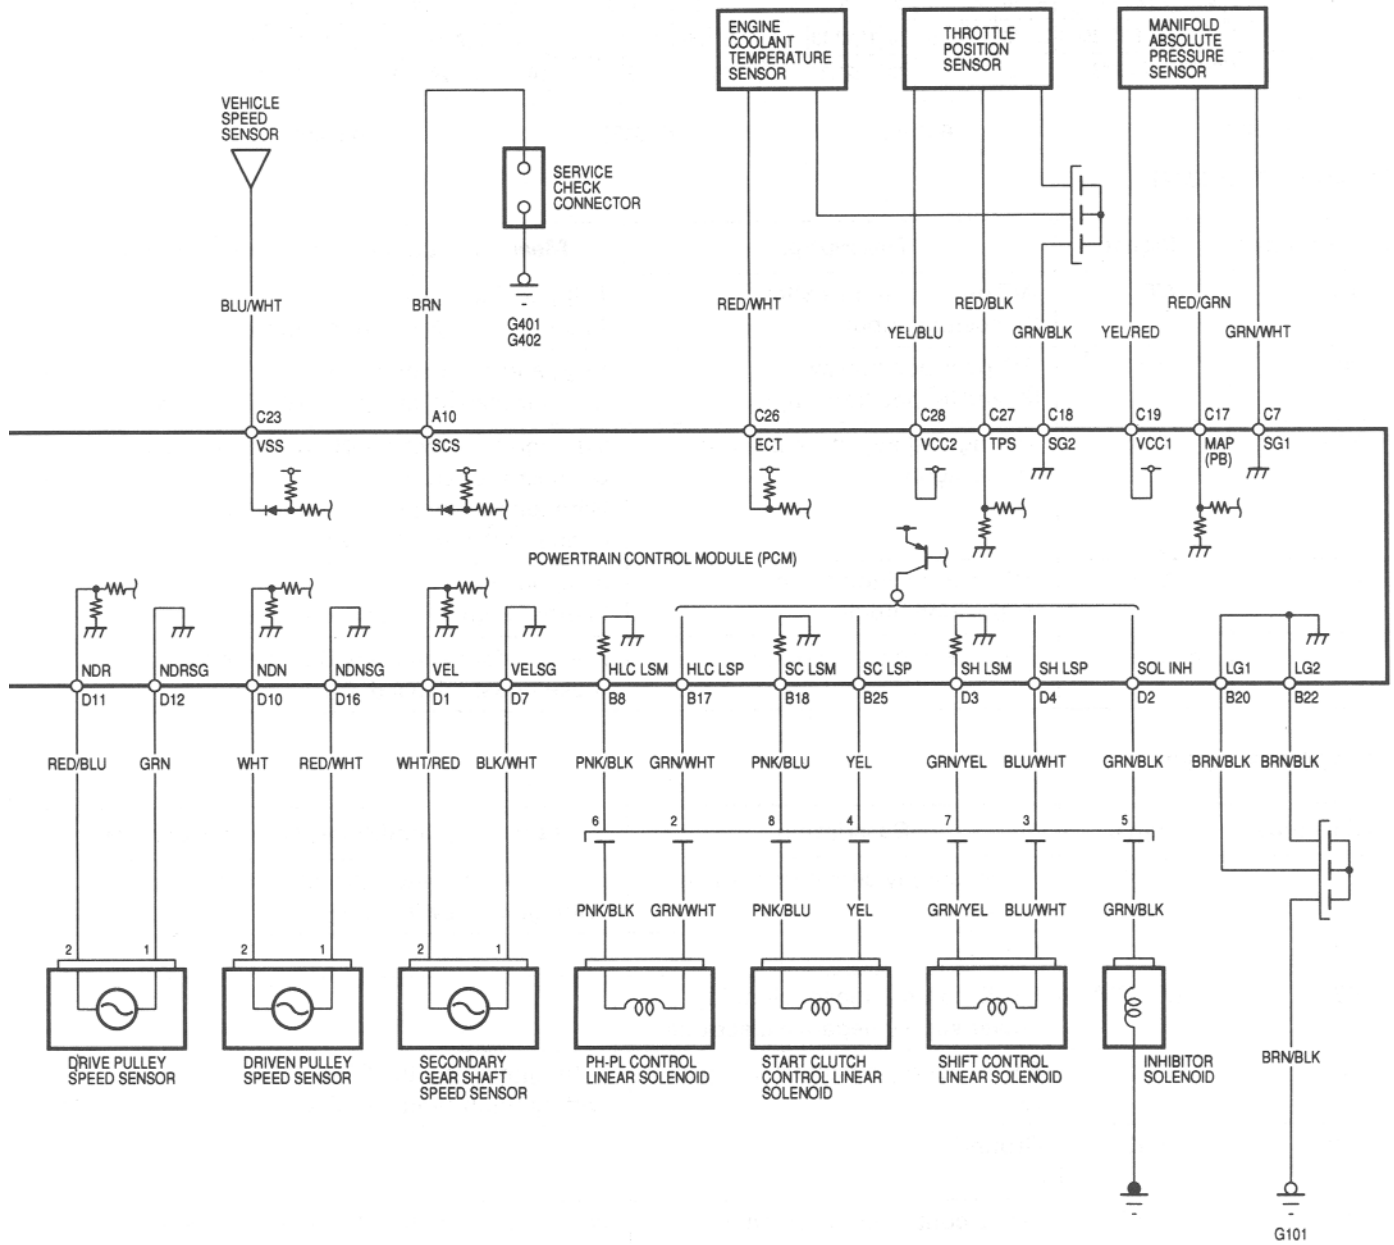 ENGINE
COOLANT
TEMPERATURE
SENSOR
THROTTLE
POSITION
SENSOR
MANIFOLD
ABSOLUTE
PRESSURE
SENSOR
VEHICLE
SPEED
SENSOR
SERVICE
CHECK
CONNECTOR
BLU/WHT
BRN
G401
G402
RED/WHT
YEL/BLU
RED/BLK
GRN/BLK
YEL/RED
RED/GRN
GRN/WHT
C23
A10
C26
C28
C27
C18
C19
C17
C7
VSS
SCS
ECT
VCC2
TPS
SG2
VCC1
MAP
(PB)
SG1
POWERTRAIN CONTROL MODULE (PCM)
NDR
NDRSG
NDN
NDNSG
VEL
VELSG
HLC LSM
HLC LSP
SC LSM
SC LSP
SH LSM
SH LSP
SOL INH
LG1
LG2
D11
D12
D10
D16
D1
D7
B8
B17
B18
B25
D3
D4
D2
B20
B22
RED/BLU
GRN
WHT
RED/WHT
WHT/RED
BLK/WHT
PNK/BLK
GRN/WHT
PNK/BLU
YEL
GRN/YEL
BLU/WHT
GRN/BLK
BRN/BLK
BRN/BLK
6
2
8
4
7
3
5
PNK/BLK
GRN/WHT
PNK/BLU
YEL
GRN/YEL
BLU/WHT
GRN/BLK
2
1
2
1
2
1
DRIVE PULLEY
SPEED SENSOR
DRIVEN PULLEY
SPEED SENSOR
SECONDARY
GEAR SHAFT
SPEED SENSOR
PH-PL CONTROL
LINEAR SOLENOID
START CLUTCH
CONTROL LINEAR
SOLENOID
SHIFT CONTROL
LINEAR SOLENOID
INHIBITOR
SOLENOID
BRN/BLK
G101